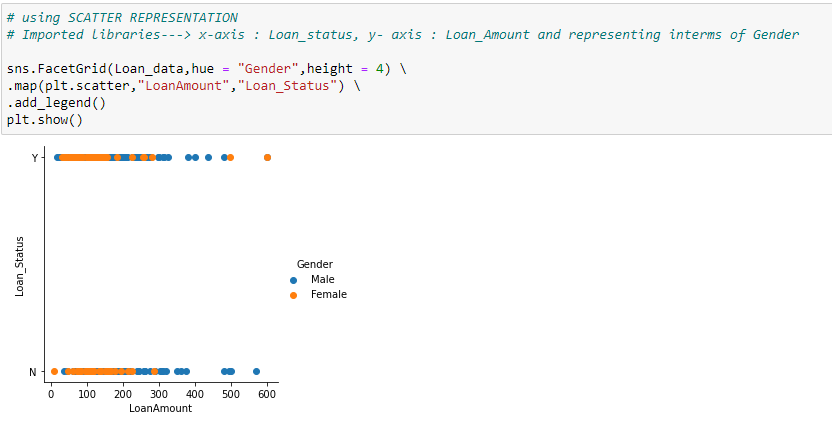 # using SCATTER REPRESENTATION
# Imported libraries---> x-axis : Loan_status, y- axis : Loan_Amount and representing interms of Gender
sns.FacetGrid(Loan_data,hue = "Gender",height = 4) \
.map(plt.scatter,"LoanAmount","Loan_Status") \
.add_legend()
plt.show()
Y
Loan_Status
Gender
Male
Female
N
0 100 200 300 400 500 600
LoanAmount